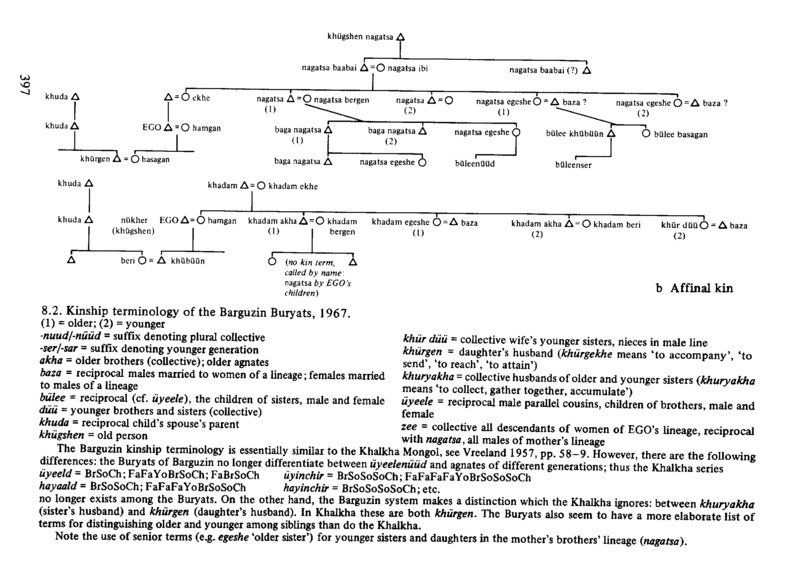 khügshen nagatsa
397
nagatsa baabai Δ = O nagatsa ibi
nagatsa baabai (?) Δ
khuda Δ
Δ = O ekhe
nagatsa Δ = O nagatsa bergen
(1)
nagatsa Δ = O
(2)
nagatsa egeshe O = Δ baza ?
(1)
nagatsa egeshe O = Δ baza ?
(2)
khuda Δ
EGO Δ = O hamgan
baga nagatsa Δ
(1)
baga nagatsa Δ
(2)
nagatsa egeshe O
bülee khübüün Δ
O bülee basagan
khürgen Δ = O basagan
baga nagatsa Δ
nagatsa egeshe O
büleenüüd
büleenser
khuda Δ
khadam Δ = O khadam ekhe
khuda Δ
nükher
(khügshen)
EGO Δ = O hamgan
khadam akha Δ = O khadam
(1)
bergen
khadam egeshe O = Δ baza
(1)
khadam akha Δ = O khadam beri
(2)
khür düü O = Δ baza
(2)
Δ
beri O = Δ khübüün
O
(no kin term,
called by name:
nagatsa by EGO's
children)
Δ
b Affinal kin
8.2. Kinship terminology of the Barguzin Buryats, 1967.
(1) = older; (2) = younger
-nuud/-nüüd = suffix denoting plural collective
-ser/-sar = suffix denoting younger generation
akha = older brothers (collective); older agnates
baza = reciprocal males married to women of a lineage; females married
to males of a lineage
bülee = reciprocal (cf. üyeele), the children of sisters, male and female
düü = younger brothers and sisters (collective)
khuda = reciprocal child's spouse's parent
khügshen = old person
khür düü = collective wife's younger sisters, nieces in male line
khürgen = daughter's husband (khürgekhe means 'to accompany', 'to
send', 'to reach', 'to attain')
khuryakha = collective husbands of older and younger sisters (khuryakha
means 'to collect, gather together, accumulate')
üyeele = reciprocal male parallel cousins, children of brothers, male and
female
zee = collective all descendants of women of EGO's lineage, reciprocal
with nagatsa, all males of mother's lineage
The Barguzin kinship terminology is essentially similar to the Khalkha Mongol, see Vreeland 1957, pp. 58–9. However, there are the following
differences: the Buryats of Barguzin no longer differentiate between üyeelenüüd and agnates of different generations; thus the Khalkha series
üyeeld = BrSoCh; FaFaYoBrSoCh; FaBrSoCh üyinchir = BrSoSoCh; FaFaFaFaYoBrSoSoCh
hayaald = BrSoCh; FaFaFaYoBrSoSoCh hayinchir = BrSoSoSoCh; etc.
no longer exists among the Buryats. On the other hand, the Barguzin system makes a distinction which the Khalkha ignores: between khuryakha
(sister's husband) and khürgen (daughter's husband). In Khalkha these are both khürgen. The Buryats also seem to have a more elaborate list of
terms for distinguishing older and younger among siblings than do the Khalkha.
Note the use of senior terms (e.g. egeshe 'older sister') for younger sisters and daughters in the mother's brothers' lineage (nagatsa).